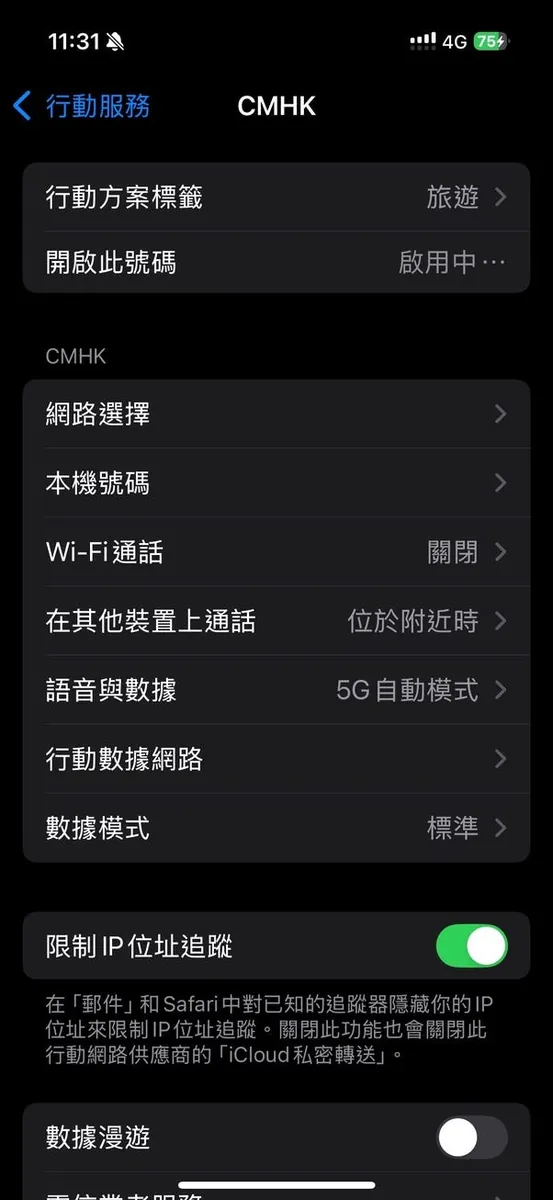 11:31
4G 75
行動服務 CMHK
行動方案標籤 旅遊
開啟此號碼 啟用中⋯
CMHK
網路選擇
本機號碼
Wi-Fi通話 關閉
在其他裝置上通話 位於附近時
語音與數據 5G自動模式
行動數據網路
數據模式 標準
限制IP位址追蹤
在「郵件」和Safari中對已知的追蹤器隱藏你的IP
位址來限制IP位址追蹤。關閉此功能也會關閉此
行動網路供應商的「iCloud私密轉送」。
數據漫遊